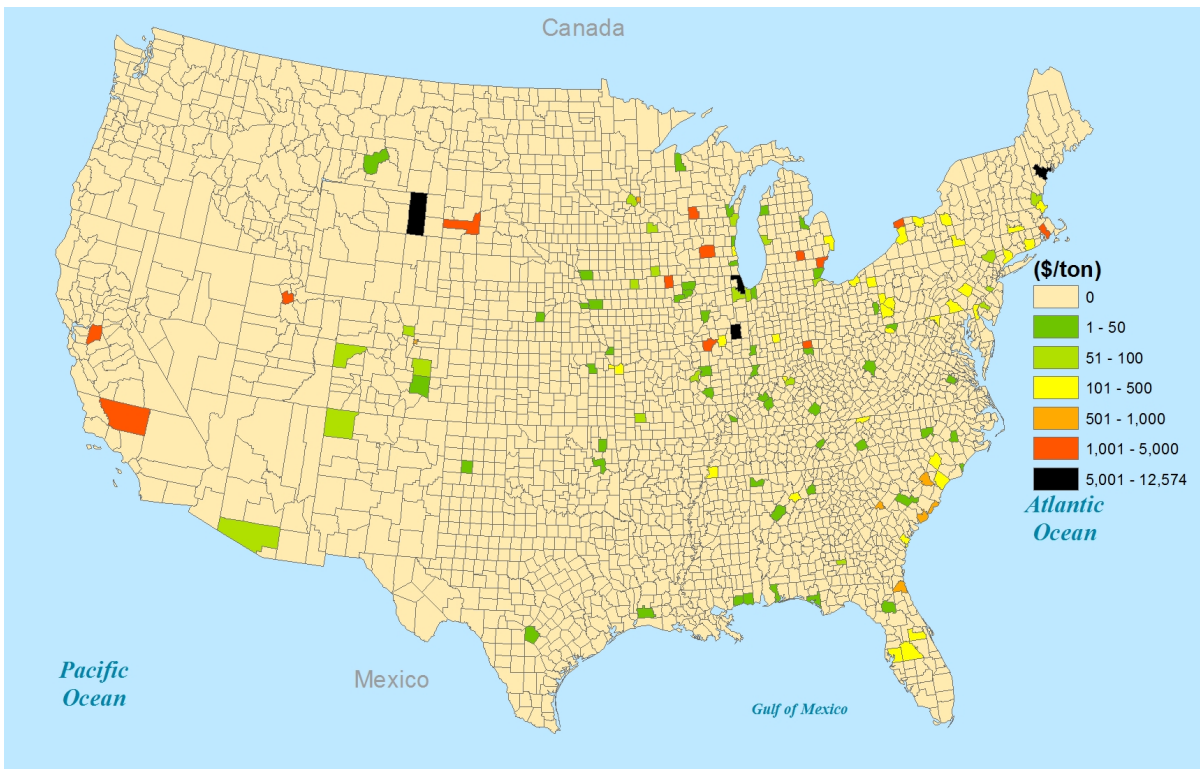 Canada
($/ton)
0
1 - 50
51 - 100
101 - 500
501 - 1,000
1,001 - 5,000
5,001 - 12,574
Atlantic
Ocean
Pacific
Ocean
Mexico
Gulf of Mexico